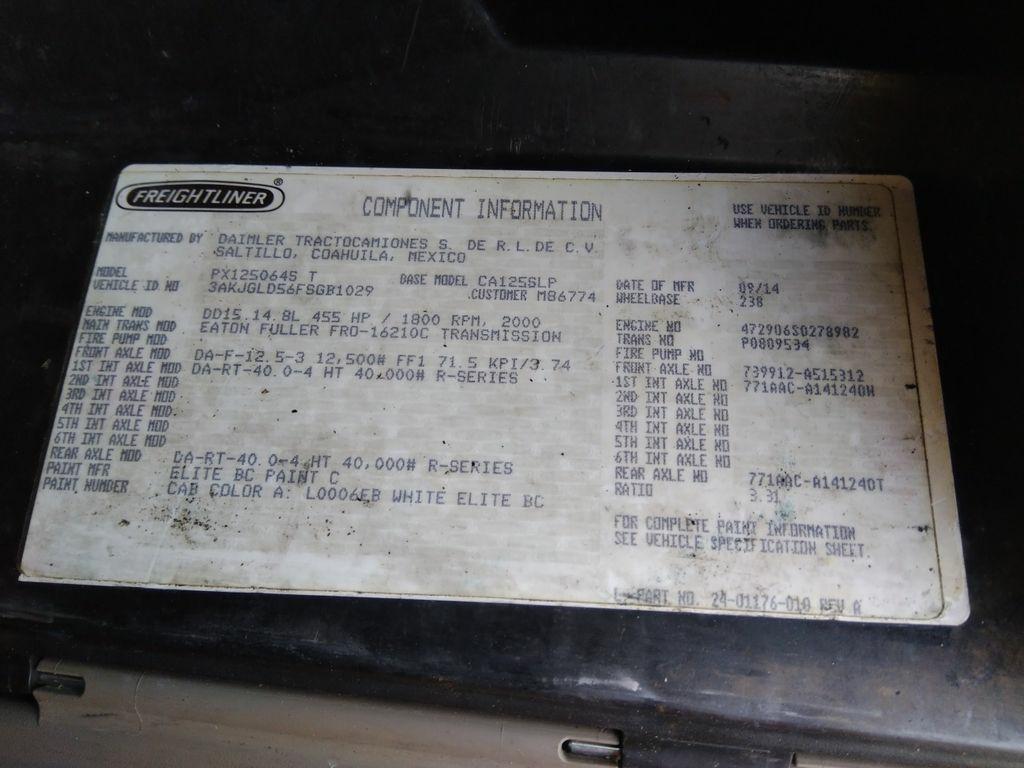 FREIGHTLINER®
COMPONENT INFORMATION
USE VEHICLE ID NUMBER
WHEN ORDERING PARTS.
MANUFACTURED BY DAIMLER TRACTOCAMIONES S. DE R.L.DE C.V.
SALTILLO, COAHUILA, MEXICO
MODEL PX125064S T BASE MODEL CA125SLP DATE OF MFR 09/14
VEHICLE ID NO 3AKJGLD56FSGB1029 CUSTOMER M86774 WHEELBASE 238
ENGINE MOD DD15.14.8L 455 HP / 1800 RPM, 2000 ENGINE NO 472906S0278982
MAIN TRANS MOD EATON FULLER FRO-16210C TRANSMISSION TRANS NO P0809534
FIRE PUMP MOD FIRE PUMP NO
FRONT AXLE MOD DA-F-12.5-3 12,500# FF1 71.5 KPI/3.74 FRONT AXLE NO 739912-A515312
1ST INT AXLE MOD DA-RT-40.0-4 HT 40,000# R-SERIES 1ST INT AXLE NO 771AAC-A141240N
2ND INT AXLE MOD 2ND INT AXLE NO
3RD INT AXLE MOD 3RD INT AXLE NO
4TH INT AXLE MOD 4TH INT AXLE NO
5TH INT AXLE MOD 5TH INT AXLE NO
6TH INT AXLE MOD 6TH INT AXLE NO
REAR AXLE MOD DA-RT-40.0-4 HT 40,000# R-SERIES REAR AXLE NO 771AAC-A141240T
PAINT MFR ELITE BC PAINT C RATIO 3.31
PAINT NUMBER CAB COLOR A: L0006EB WHITE ELITE BC
FOR COMPLETE PAINT INFORMATION
SEE VEHICLE SPECIFICATION SHEET.
PART NO. 24-01176-010 REV A